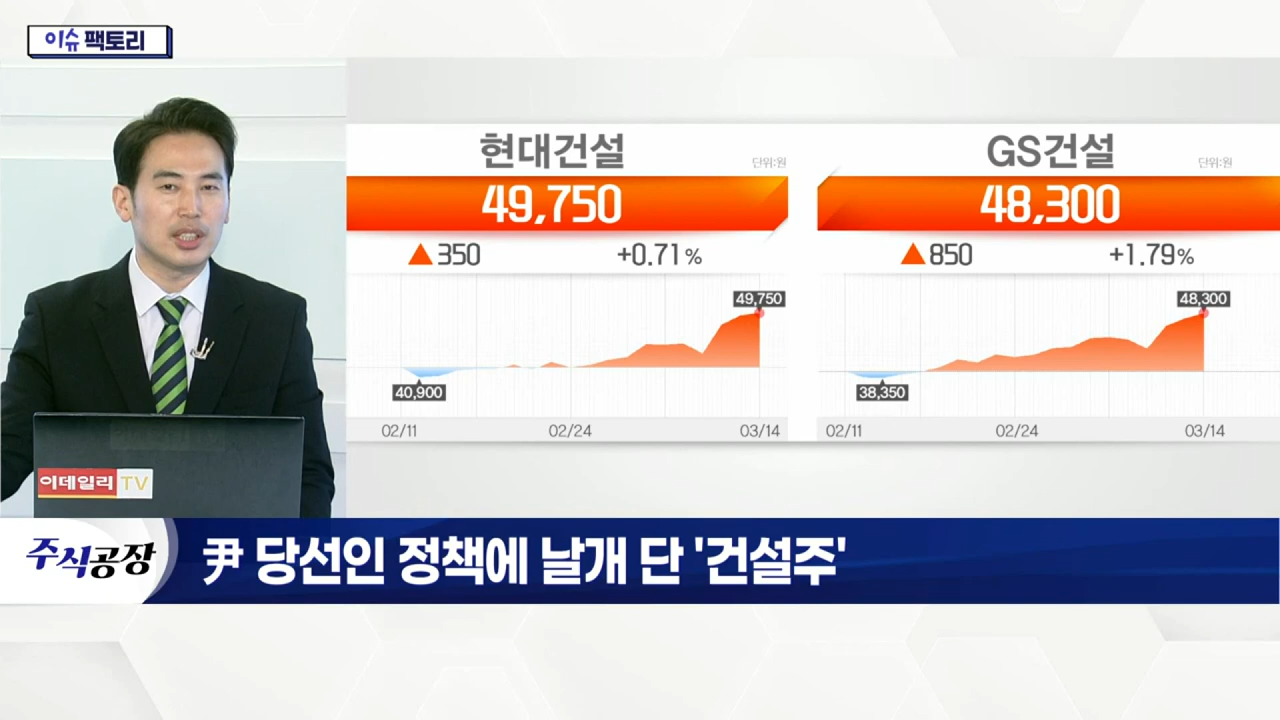 이슈 팩토리
현대건설
단위:원
49,750
▲350 +0.71%
49,750
40,900
02/11 02/24 03/14
GS건설
단위:원
48,300
▲850 +1.79%
48,300
38,350
02/11 02/24 03/14
이데일리 TV
주식공장
尹 당선인 정책에 날개 단 '건설주'